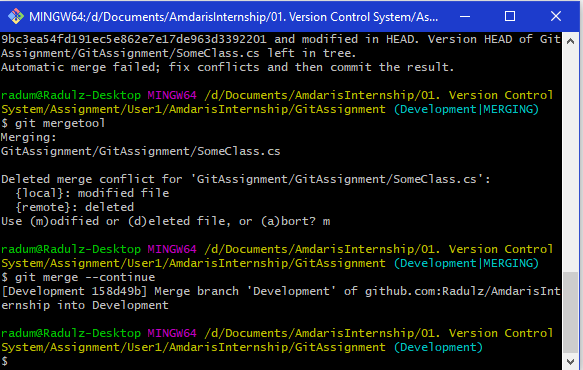 MINGW64:/d/Documents/AmdarisInternship/01. Version Control System/As...
9bc3ea54fd191ec5e862e7e17de963d3392201 and modified in HEAD. Version HEAD of Git
Assignment/GitAssignment/SomeClass.cs left in tree.
Automatic merge failed; fix conflicts and then commit the result.
radum@Radulz-Desktop MINGW64 /d/Documents/AmdarisInternship/01. Version Control
System/Assignment/User1/AmdarisInternship/GitAssignment (Development|MERGING)
$ git mergetool
Merging:
GitAssignment/GitAssignment/SomeClass.cs
Deleted merge conflict for 'GitAssignment/GitAssignment/SomeClass.cs':
{local}: modified file
{remote}: deleted
Use (m)odified or (d)eleted file, or (a)bort? m
radum@Radulz-Desktop MINGW64 /d/Documents/AmdarisInternship/01. Version Control
System/Assignment/User1/AmdarisInternship/GitAssignment (Development|MERGING)
$ git merge --continue
[Development 158d49b] Merge branch 'Development' of github.com:Radulz/AmdarisInt
ernship into Development
radum@Radulz-Desktop MINGW64 /d/Documents/AmdarisInternship/01. Version Control
System/Assignment/User1/AmdarisInternship/GitAssignment (Development)
$